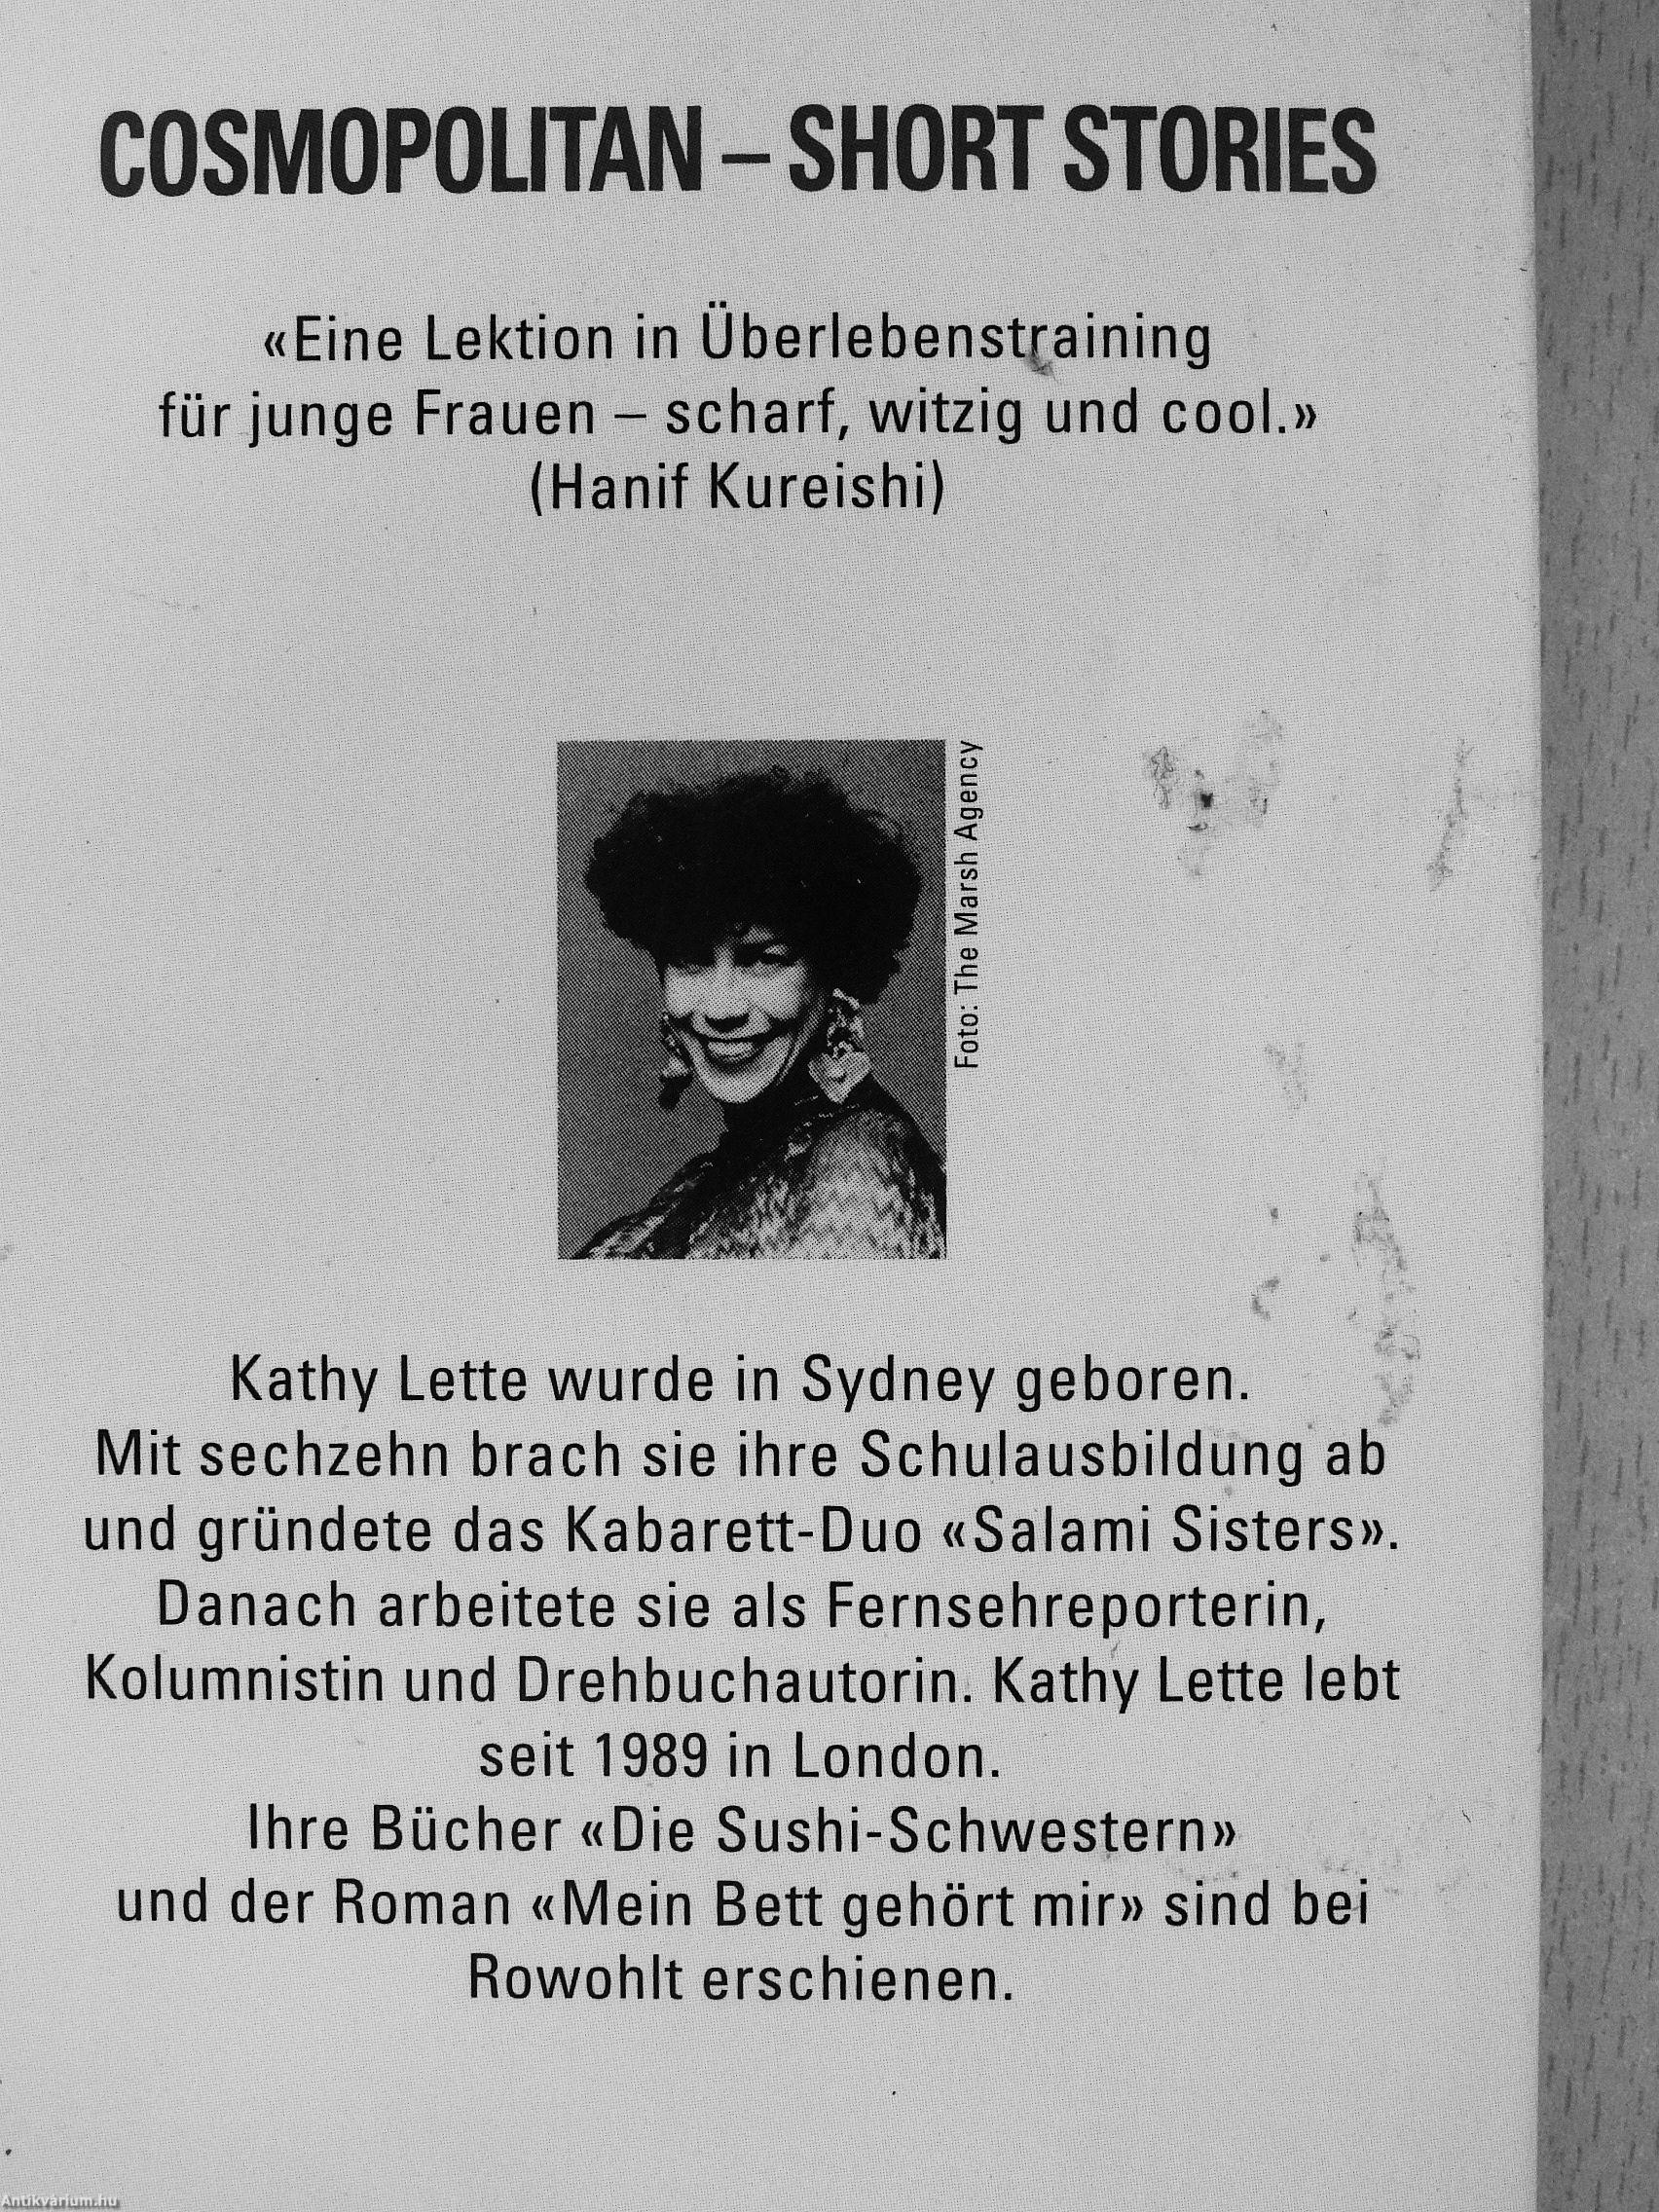 COSMOPOLITAN – SHORT STORIES
«Eine Lektion in Überlebenstraining
für junge Frauen – scharf, witzig und cool.»
(Hanif Kureishi)
Foto: The Marsh Agency
Kathy Lette wurde in Sydney geboren.
Mit sechzehn brach sie ihre Schulausbildung ab
und gründete das Kabarett-Duo «Salami Sisters».
Danach arbeitete sie als Fernsehreporterin,
Kolumnistin und Drehbuchautorin. Kathy Lette lebt
seit 1989 in London.
Ihre Bücher «Die Sushi-Schwestern»
und der Roman «Mein Bett gehört mir» sind bei
Rowohlt erschienen.
Antikvárium.hu